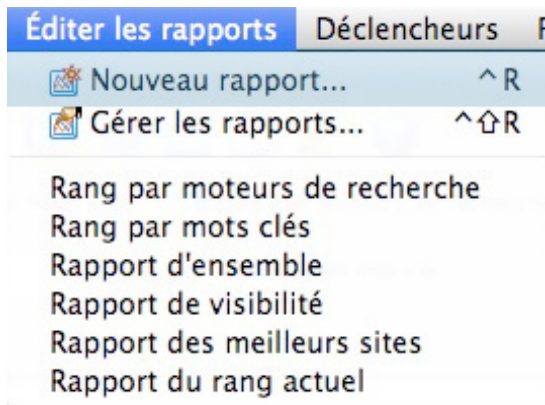 Éditer les rapports Déclencheurs
Nouveau rapport... ^R
Gérer les rapports... ^⇧R
Rang par moteurs de recherche
Rang par mots clés
Rapport d'ensemble
Rapport de visibilité
Rapport des meilleurs sites
Rapport du rang actuel